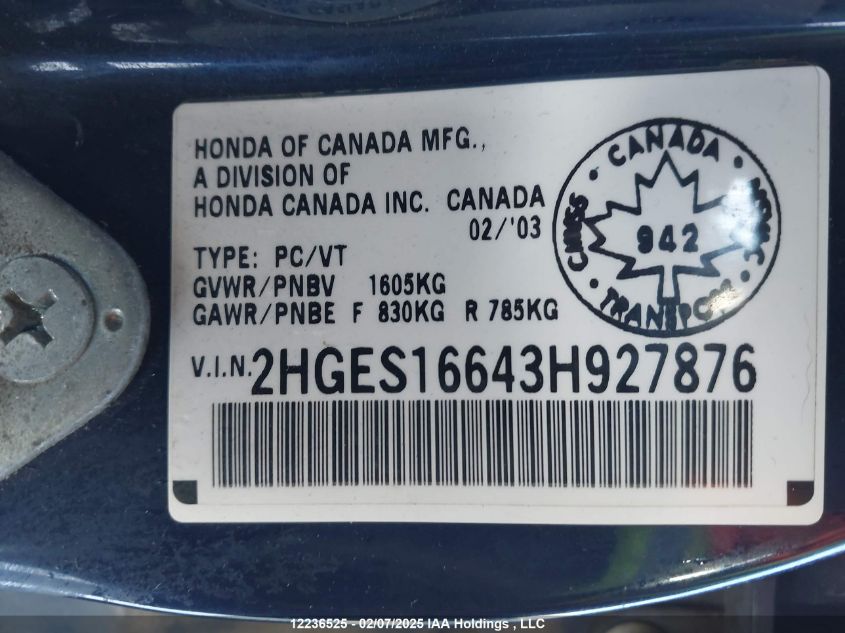 HONDA OF CANADA MFG.,
A DIVISION OF
HONDA CANADA INC. CANADA
02/'03
TYPE: PC/VT
GVWR/PNBV 1605KG
GAWR/PNBE F 830KG R 785KG
V.I.N. 2HGES16643H927876
CANADA
942
12236525 - 02/07/2025 IAA Holdings , LLC